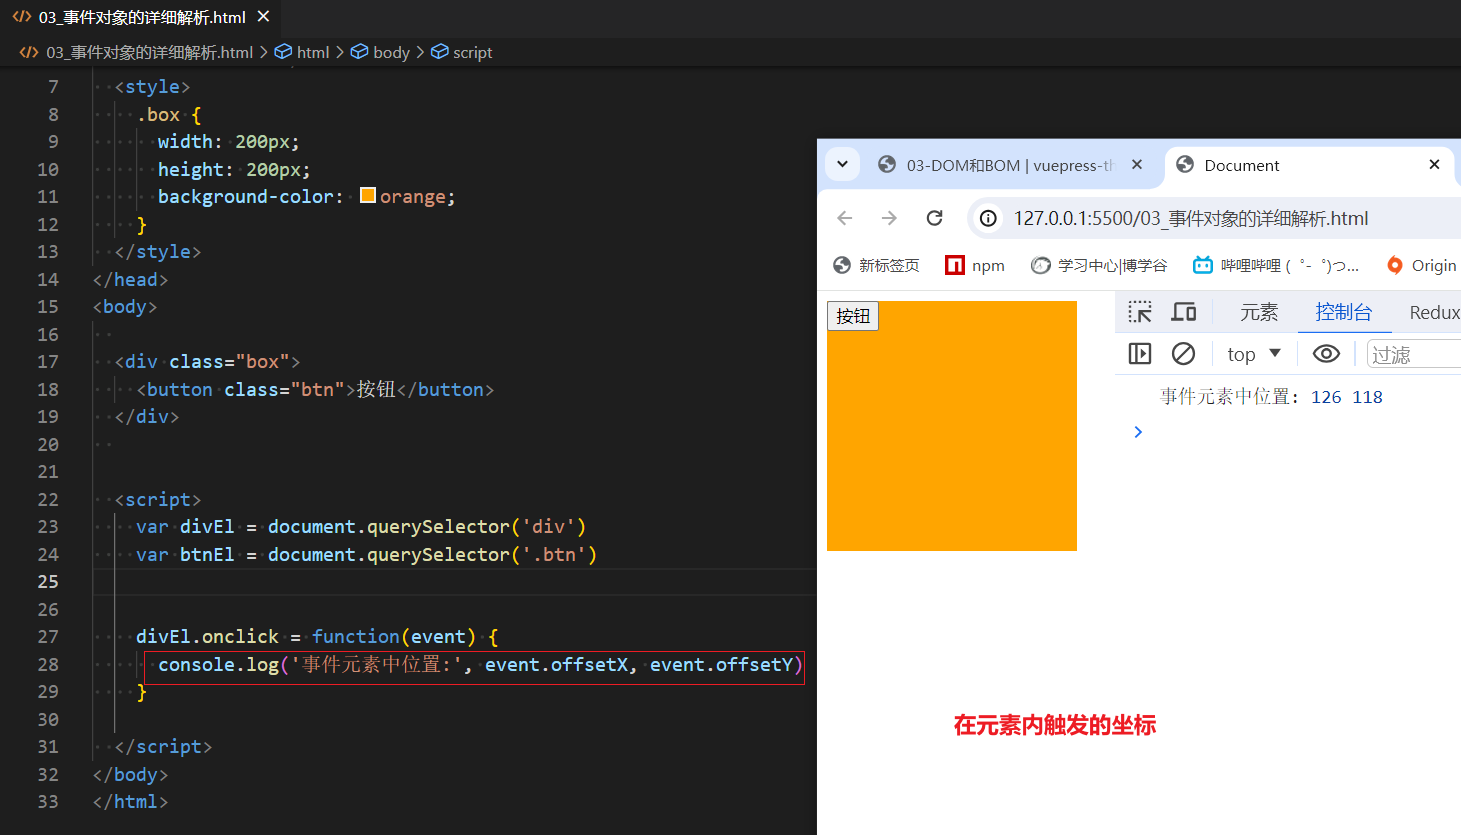 03_事件对象的详细解析.html
03_事件对象的详细解析.html > html > body > script
7 <style>
8 .box {
9 width: 200px;
10 height: 200px;
11 background-color: orange;
12 }
13 </style>
14 </head>
15 <body>
16
17 <div class="box">
18 <button class="btn">按钮</button>
19 </div>
20
21
22 <script>
23 var divEl = document.querySelector('div')
24 var btnEl = document.querySelector('.btn')
25
26
27 divEl.onclick = function(event) {
28 console.log('事件元素中位置:', event.offsetX, event.offsetY)
29 }
30
31 </script>
32 </body>
33 </html>
03-DOM和BOM | vuepress-th
Document
127.0.0.1:5500/03_事件对象的详细解析.html
新标签页 npm 学习中心|博学谷 哔哩哔哩 ( ゜- ゜)つ... Origin
按钮
元素 控制台 Redux
top 过滤
事件元素中位置: 126 118
在元素内触发的坐标